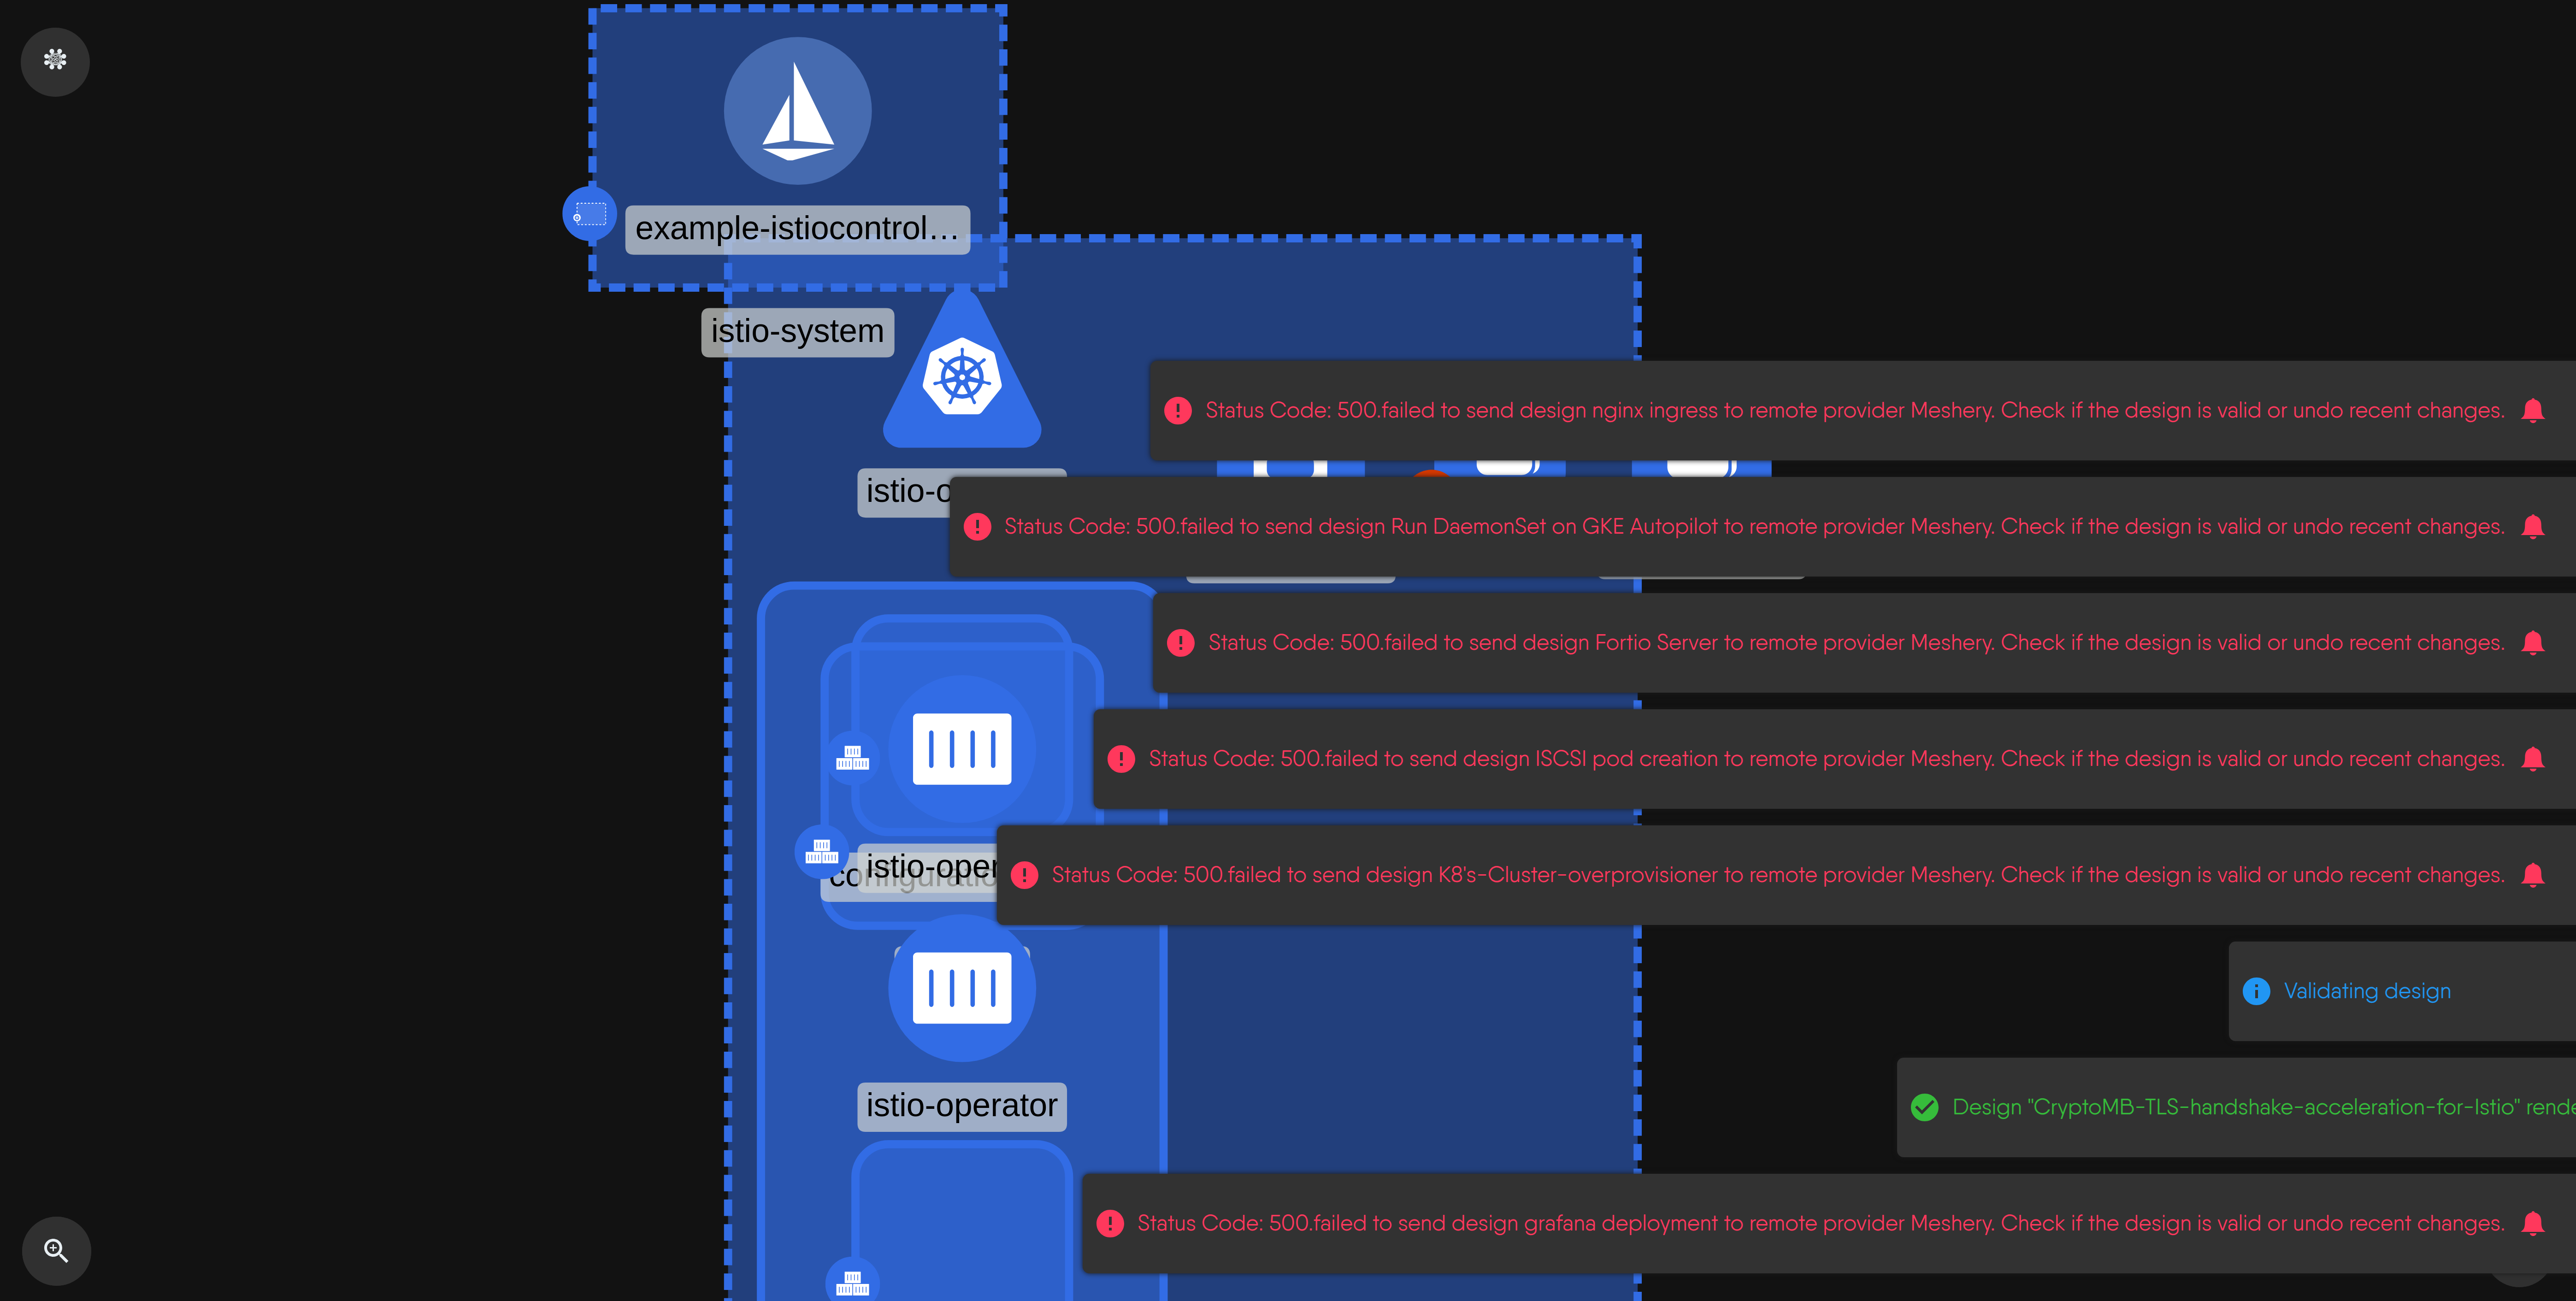 example-istiocontrol...
istio-system
Status Code: 500.failed to send design nginx ingress to remote provider Meshery. Check if the design is valid or undo recent changes.
istio-o
Status Code: 500.failed to send design Run DaemonSet on GKE Autopilot to remote provider Meshery. Check if the design is valid or undo recent changes.
Status Code: 500.failed to send design Fortio Server to remote provider Meshery. Check if the design is valid or undo recent changes.
Status Code: 500.failed to send design ISCSI pod creation to remote provider Meshery. Check if the design is valid or undo recent changes.
istio-oper
configuratio
Status Code: 500.failed to send design K8's-Cluster-overprovisioner to remote provider Meshery. Check if the design is valid or undo recent changes.
Validating design
istio-operator
Design "CryptoMB-TLS-handshake-acceleration-for-Istio" rende
Status Code: 500.failed to send design grafana deployment to remote provider Meshery. Check if the design is valid or undo recent changes.